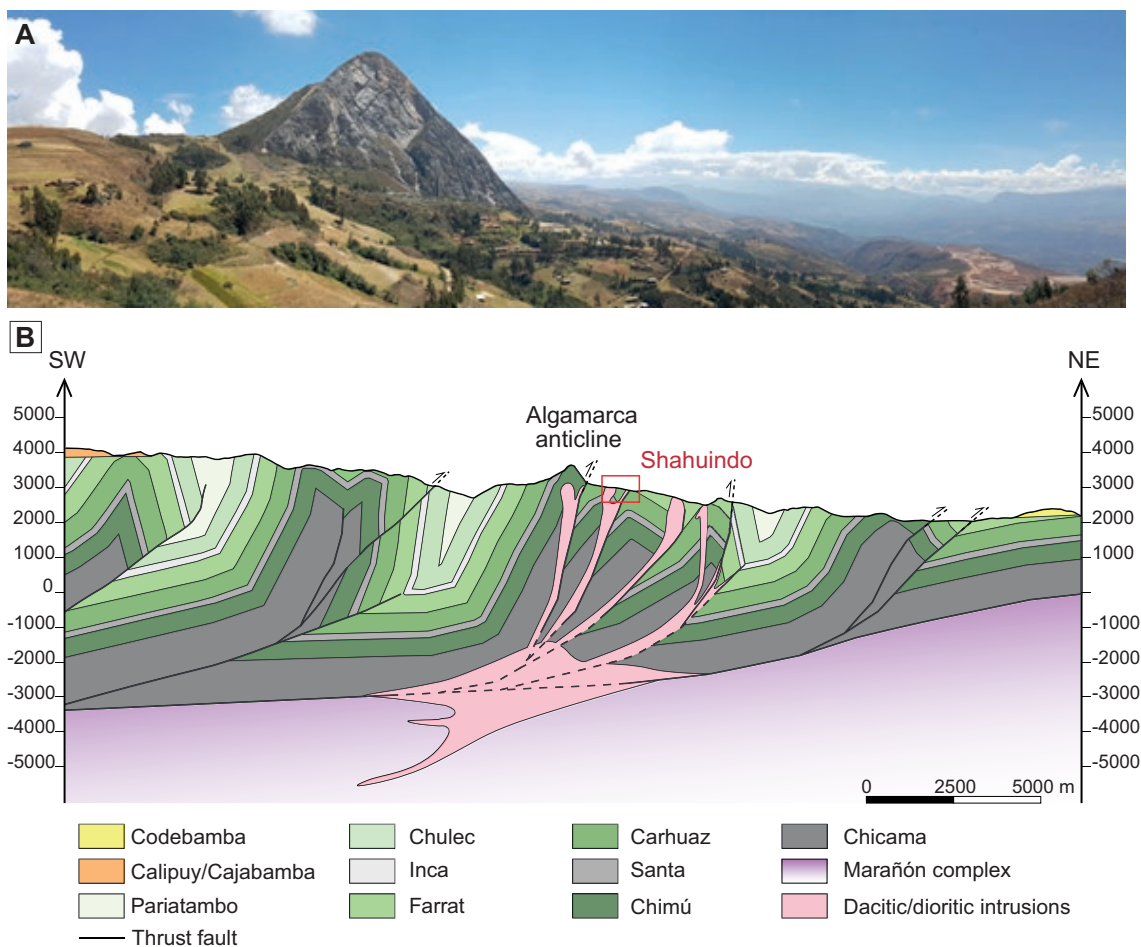 A
B
SW
NE
Algamarca
anticline
Shahuindo
5000
4000
3000
2000
1000
0
-1000
-2000
-3000
-4000
-5000
5000
4000
3000
2000
1000
-1000
-2000
-3000
-4000
-5000
0 2500 5000 m
Codebamba
Chulec
Carhuaz
Chicama
Calipuy/Cajabamba
Inca
Santa
Marañón complex
Pariatambo
Farrat
Chimú
Dacitic/dioritic intrusions
Thrust fault